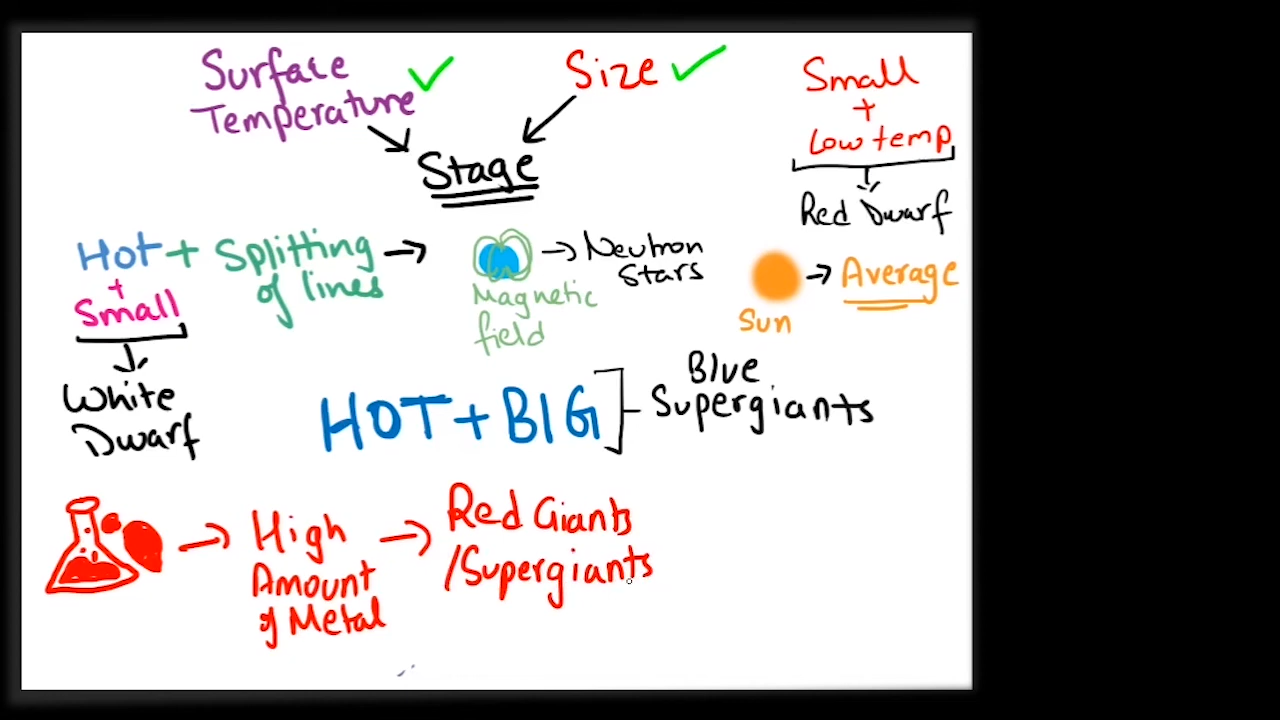 Surface
Temperature
Size
Stage
Small
+
Low temp
Red Dwarf
Hot + Splitting
of lines
+
Small
White
Dwarf
Magnetic
field
Neutron
Stars
Sun
Average
HOT + BIG
Blue
Supergiants
High
Amount
of Metal
Red Giants
/Supergiants